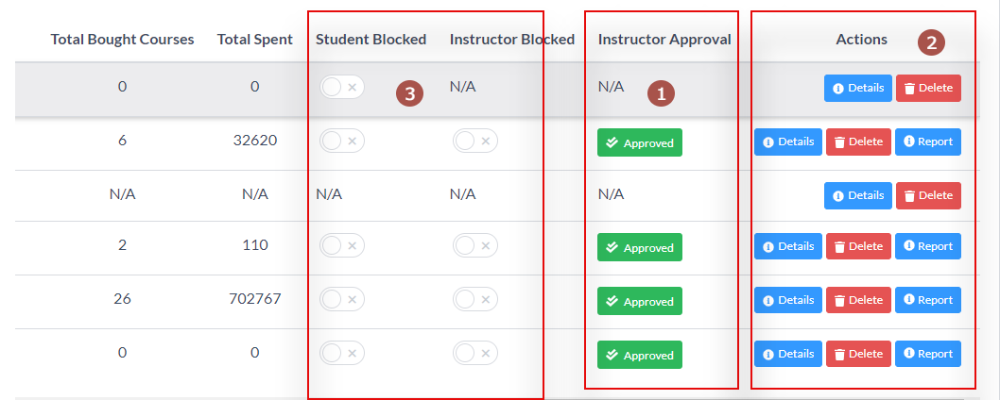 Total Bought Courses Total Spent Student Blocked Instructor Blocked Instructor Approval Actions 2
0 0 3 N/A N/A 1 Details Delete
6 32620 Approved Details Delete Report
N/A N/A N/A N/A N/A Details Delete
2 110 Approved Details Delete Report
26 702767 Approved Details Delete Report
0 0 Approved Details Delete Report